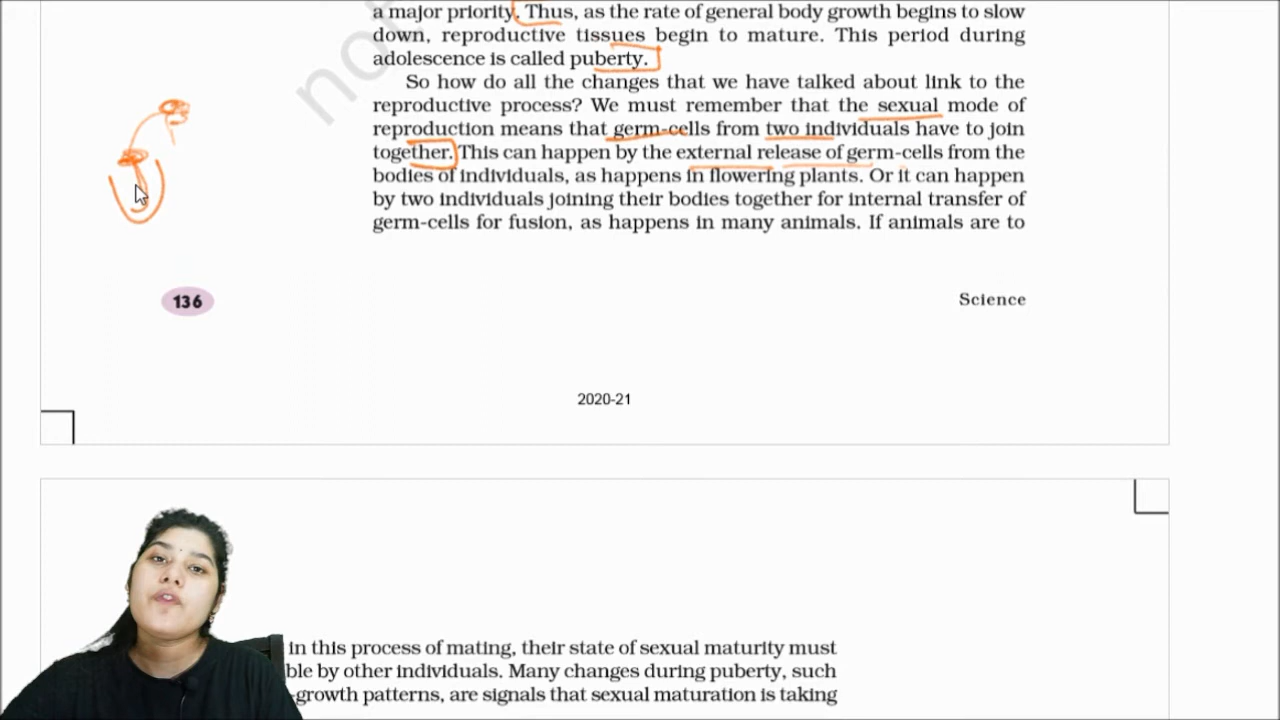 a major priority. Thus, as the rate of general body growth begins to slow
down, reproductive tissues begin to mature. This period during
adolescence is called puberty.
So how do all the changes that we have talked about link to the
reproductive process? We must remember that the sexual mode of
reproduction means that germ-cells from two individuals have to join
together. This can happen by the external release of germ-cells from the
bodies of individuals, as happens in flowering plants. Or it can happen
by two individuals joining their bodies together for internal transfer of
germ-cells for fusion, as happens in many animals. If animals are to
136
Science
2020-21
in this process of mating, their state of sexual maturity must
by other individuals. Many changes during puberty, such
-growth patterns, are signals that sexual maturation is taking